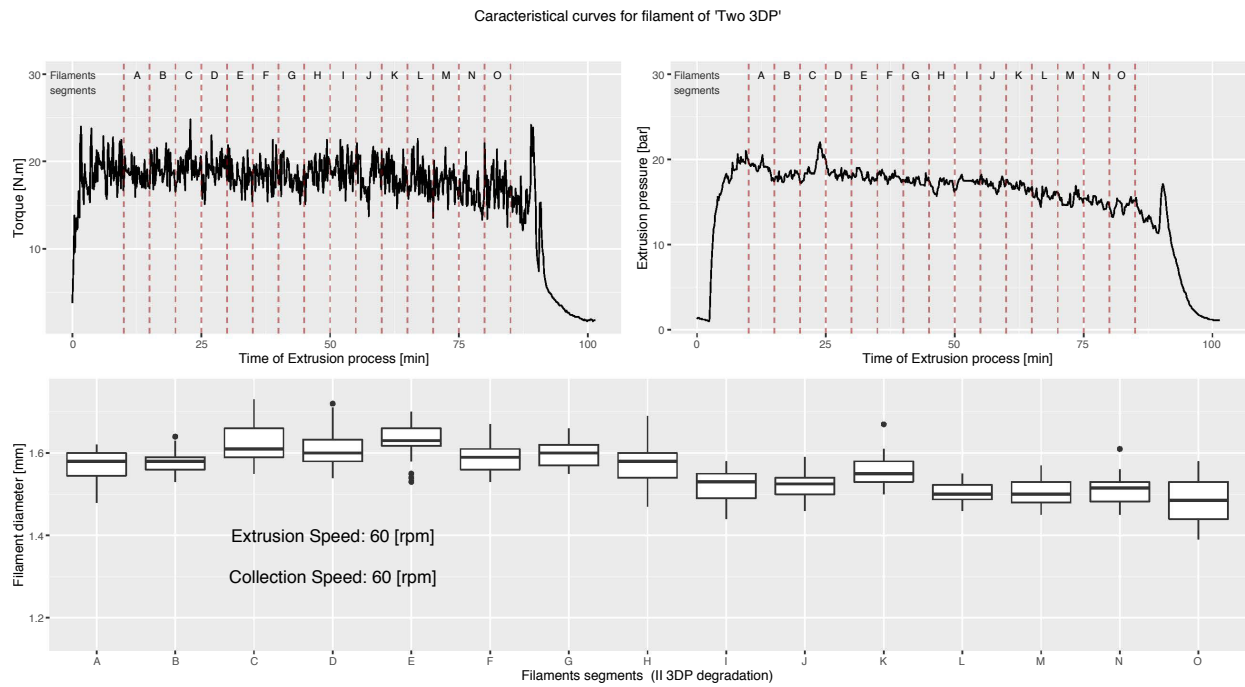 Caracteristical curves for filament of 'Two 3DP'
Filaments
segments
A B C D E F G H I J K L M N O
30
20
10
Torque [N.m]
0 25 50 75 100
Time of Extrusion process [min]
Filaments
segments
A B C D E F G H I J K L M N O
30
20
10
0
Extrusion pressure [bar]
0 25 50 75 100
Time of Extrusion process [min]
1.6
1.4
1.2
Filament diameter [mm]
Extrusion Speed: 60 [rpm]
Collection Speed: 60 [rpm]
A B C D E F G H I J K L M N O
Filaments segments (II 3DP degradation)